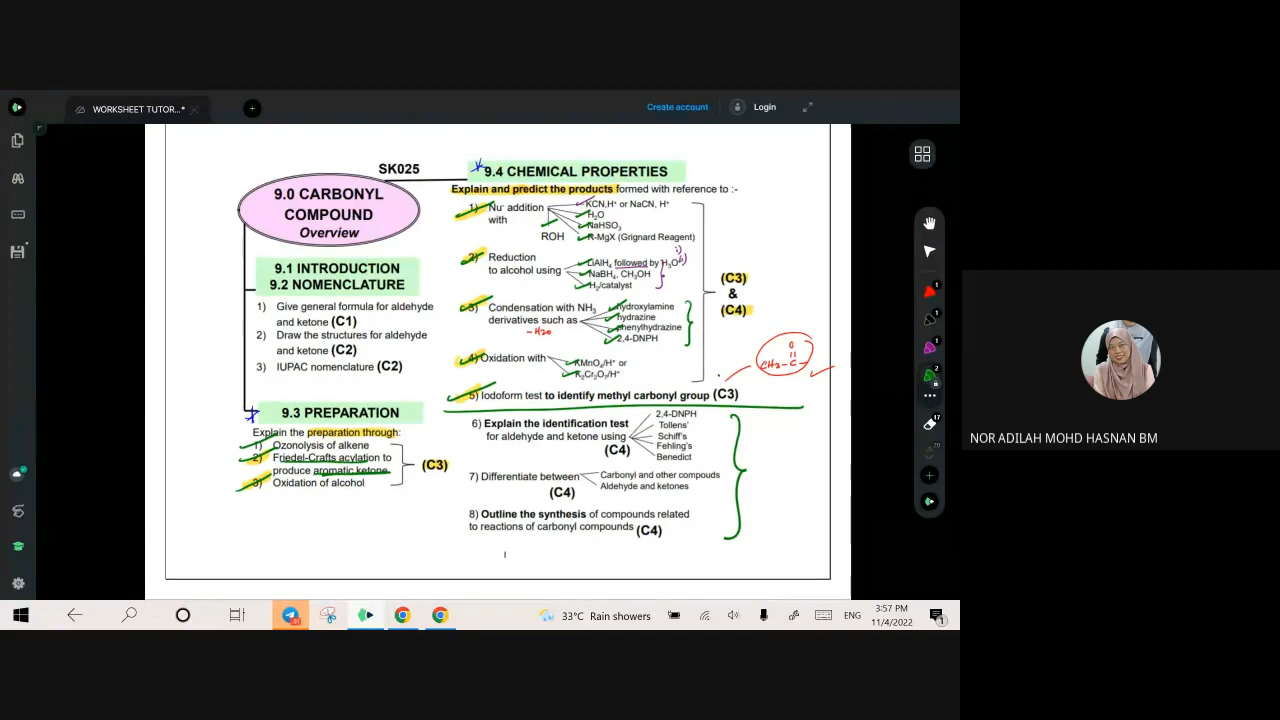 WORKSHEET TUTOR...*
Create account
Login
SK025
9.0 CARBONYL
COMPOUND
Overview
9.1 INTRODUCTION
9.2 NOMENCLATURE
1) Give general formula for aldehyde
and ketone (C1)
2) Draw the structures for aldehyde
and ketone (C2)
3) IUPAC nomenclature (C2)
9.3 PREPARATION
Explain the preparation through:
1) Ozonolysis of alkene
2) Friedel-Crafts acylation to
produce aromatic ketone
3) Oxidation of alcohol
(C3)
9.4 CHEMICAL PROPERTIES
Explain and predict the products formed with reference to :-
1) Nu⁻ addition
with
KCN,H⁺ or NaCN, H⁺
H₂O
NaHSO₃
R-MgX (Grignard Reagent)
ROH
2) Reduction
to alcohol using
LiAlH₄ followed by H₃O⁺
i)
ii)
NaBH₄, CH₃OH
H₂/catalyst
3) Condensation with NH₃
derivatives such as
- H₂O
hydroxylamine
hydrazine
phenylhydrazine
2,4-DNPH
4) Oxidation with
KMnO₄/H⁺ or
K₂Cr₂O₇/H⁺
(C3)
&
(C4)
O
CH₃ - C -
5) Iodoform test to identify methyl carbonyl group (C3)
6) Explain the identification test
for aldehyde and ketone using
(C4)
2,4-DNPH
Tollens'
Schiff's
Fehling's
Benedict
7) Differentiate between
(C4)
Carbonyl and other compouds
Aldehyde and ketones
8) Outline the synthesis of compounds related
to reactions of carbonyl compounds (C4)
NOR ADILAH MOHD HASNAN BM
33°C Rain showers
ENG
3:57 PM
11/4/2022